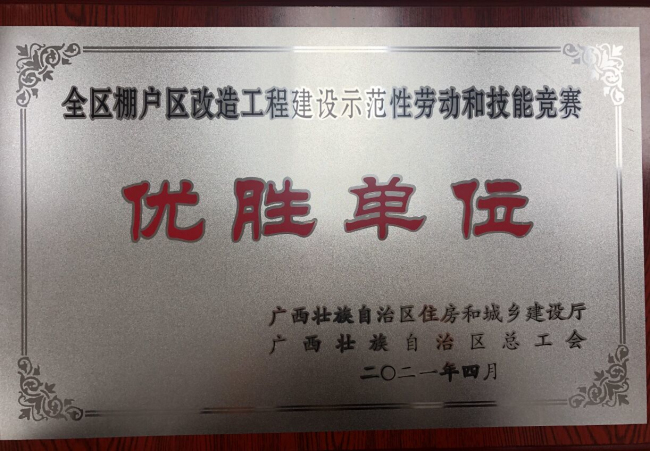 全区棚户区改造工程建设示范性劳动和技能竞赛
优胜单位
广西壮族自治区住房和城乡建设厅
广西壮族自治区总工会
二〇二一年四月